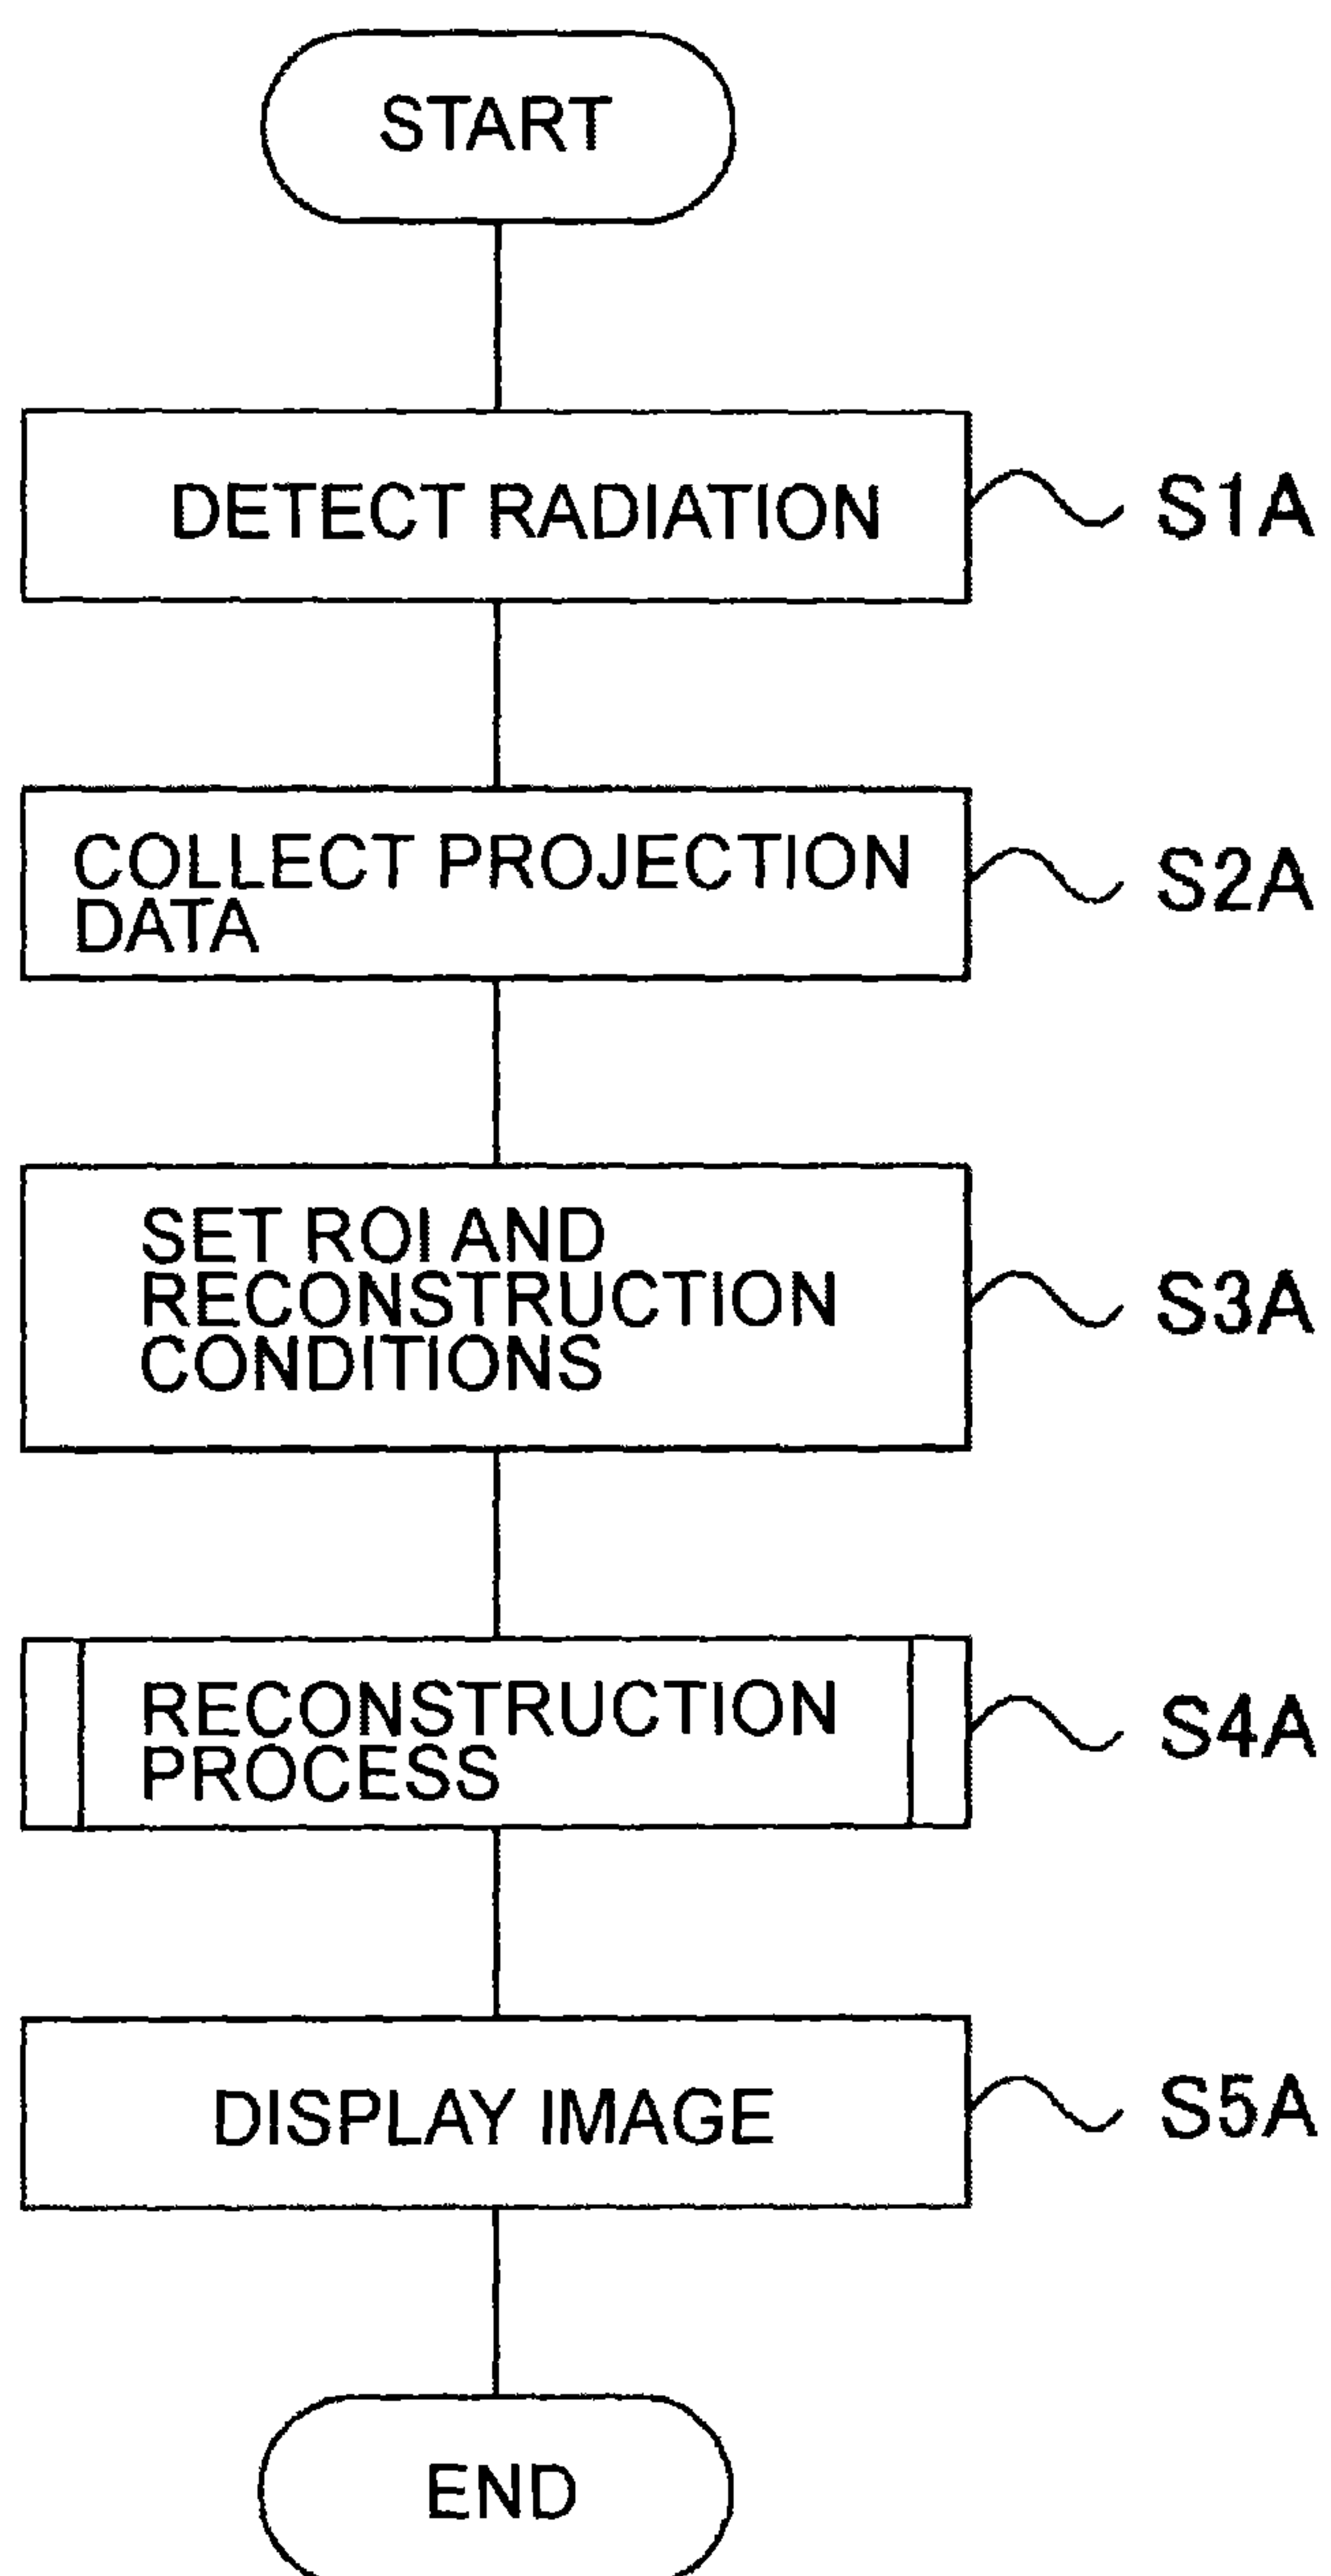 START
DETECT RADIATION
S1A
COLLECT PROJECTION
DATA
S2A
SET ROI AND
RECONSTRUCTION
CONDITIONS
S3A
RECONSTRUCTION
PROCESS
S4A
DISPLAY IMAGE
S5A
END